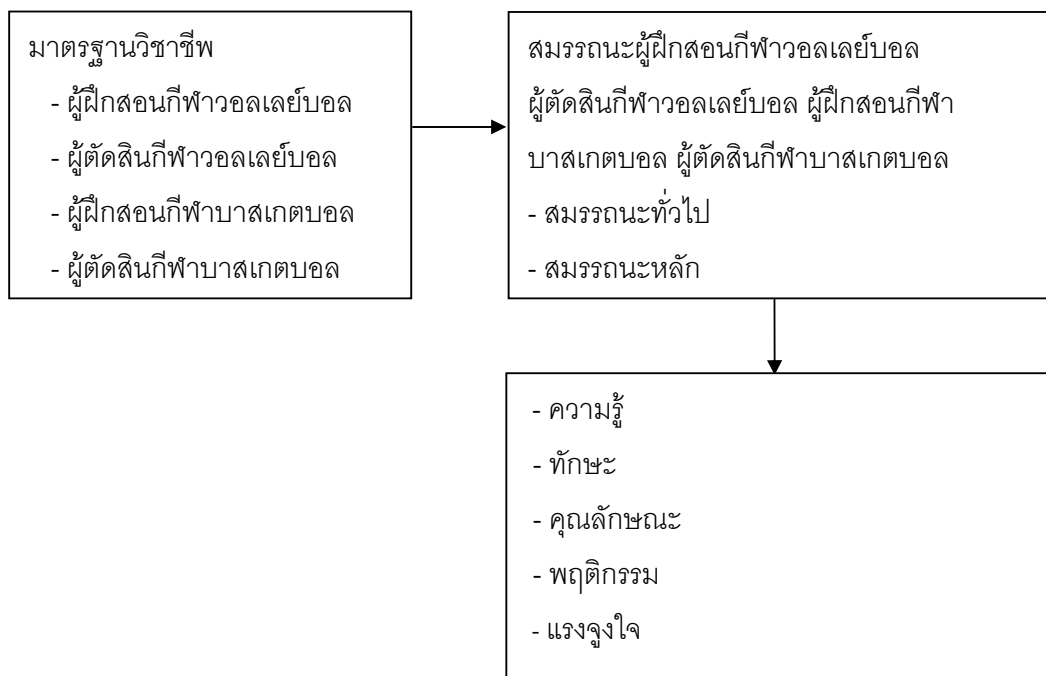 มาตรฐานวิชาชีพ
- ผู้ฝึกสอนกีฬาวอลเลย์บอล
- ผู้ตัดสินกีฬาวอลเลย์บอล
- ผู้ฝึกสอนกีฬาบาสเกตบอล
- ผู้ตัดสินกีฬาบาสเกตบอล
สมรรถนะผู้ฝึกสอนกีฬาวอลเลย์บอล
ผู้ตัดสินกีฬาวอลเลย์บอล ผู้ฝึกสอนกีฬา
บาสเกตบอล ผู้ตัดสินกีฬาบาสเกตบอล
- สมรรถนะทั่วไป
- สมรรถนะหลัก
- ความรู้
- ทักษะ
- คุณลักษณะ
- พฤติกรรม
- แรงจูงใจ